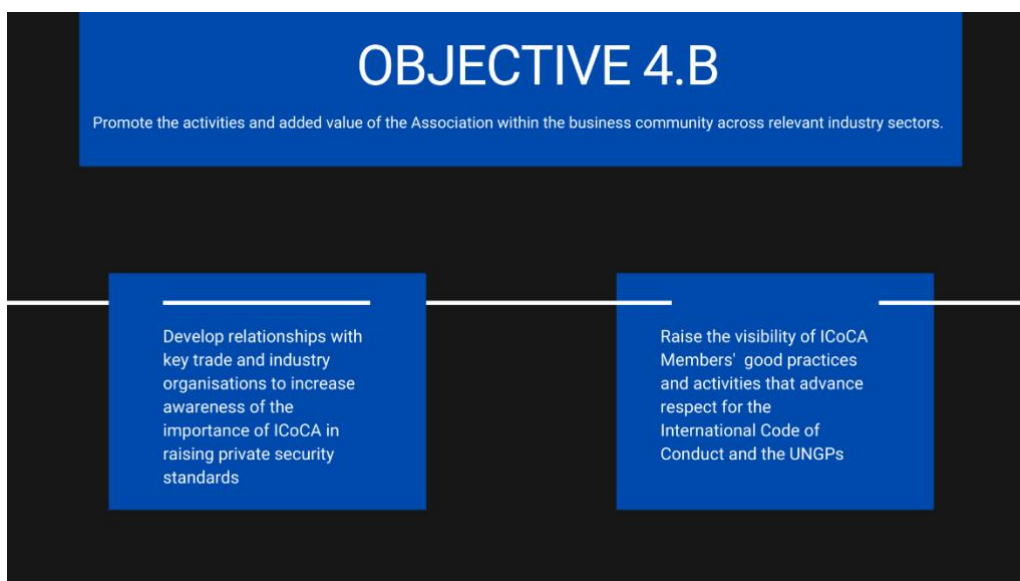 OBJECTIVE 4.B
Promote the activities and added value of the Association within the business community across relevant industry sectors.
Develop relationships with
key trade and industry
organisations to increase
awareness of the
importance of ICoCA in
raising private security
standards
Raise the visibility of ICoCA
Members'  good practices
and activities that advance
respect for the
International Code of
Conduct and the UNGPs